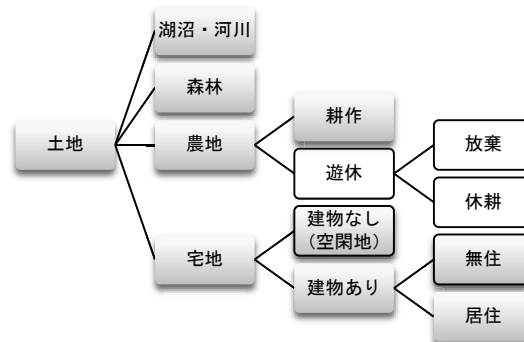 湖沼・河川
森林
土地
農地
耕作
遊休
放棄
休耕
宅地
建物なし
(空閑地)
建物あり
無住
居住